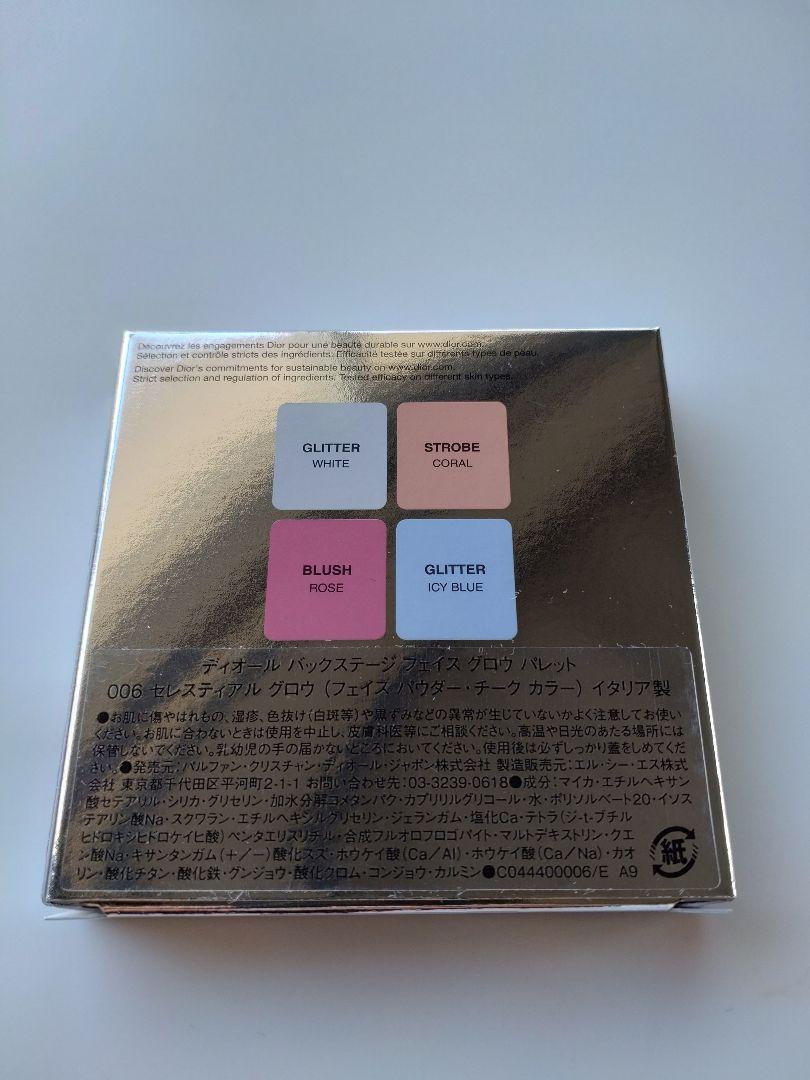 Découvrez les engagements Dior pour une beauté durable sur www.dior.com.
Sélection et contrôle stricts des ingrédients. Efficacité testée sur différents types de peau.
Discover Dior's commitments for sustainable beauty on www.dior.com.
Strict selection and regulation of ingredients. Tested efficacy on different skin types.
GLITTER
WHITE
STROBE
CORAL
BLUSH
ROSE
GLITTER
ICY BLUE
ディオール バックステージ フェイス グロウ パレット
006 セレスティアル グロウ (フェイス パウダー・チーク カラー) イタリア製
●お肌に傷やはれもの、湿疹、色抜け(白斑等)や黒ずみなどの異常が生じていないかよく注意してお使い
ください。お肌に合わないときは使用を中止し、皮膚科医等にご相談ください。高温や日光のあたる場所には
保管しないでください。乳幼児の手の届かないところにおいてください。使用後は必ずしっかり蓋をしめてくだ
さい。●発売元:パルファン・クリスチャン・ディオール・ジャポン株式会社 製造販売元:エル・シー・エス株式
会社 東京都千代田区平河町2-1-1 お問い合わせ先:03-3239-0618●成分:マイカ・エチルヘキサン
酸セテアリル・シリカ・グリセリン・加水分解コメタンパク・カプリリルグリコール・水・ポリソルベート20・イソス
テアリン酸Na・スクワラン・エチルヘキシルグリセリン・ジェランガム・塩化Ca・テトラ(ジ-t-ブチル
ヒドロキシヒドロケイヒ酸)ペンタエリスリチル・合成フルオロフロゴパイト・マルトデキストリン・クエ
ン酸Na・キサンタンガム(+/-)酸化スズ・ホウケイ酸(Ca/Al)・ホウケイ酸(Ca/Na)・カオ
リン・酸化チタン・酸化鉄・グンジョウ・酸化クロム・コンジョウ・カルミン●C044400006/E A9
紙